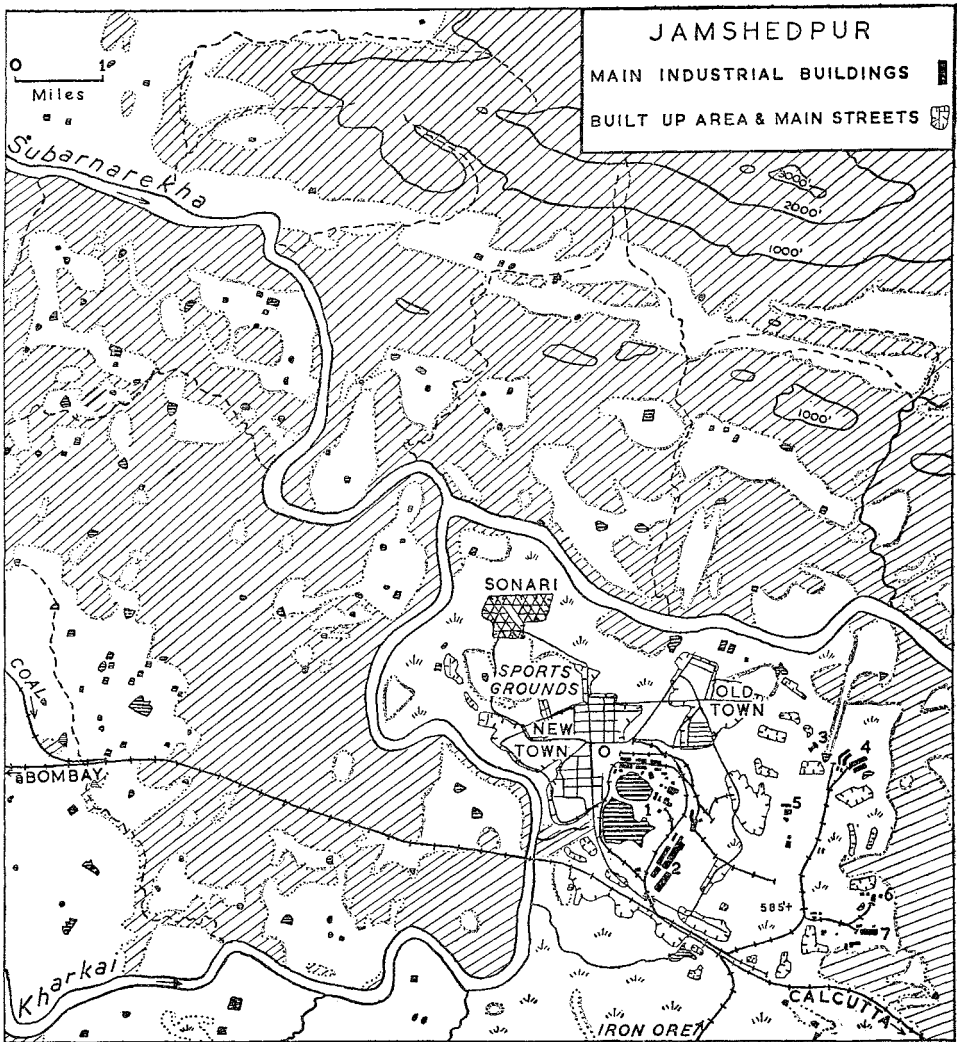 JAMSHEDPUR
MAIN INDUSTRIAL BUILDINGS
BUILT UP AREA & MAIN STREETS
0 1
Miles
Subarnarekha
3000'
2000'
1000'
1000'
SONARI
SPORTS
GROUNDS
OLD
TOWN
NEW
TOWN
O
COAL
BOMBAY
1
2
3
4
5
6
7
585+
Kharkai
CALCUTTA
IRON ORE